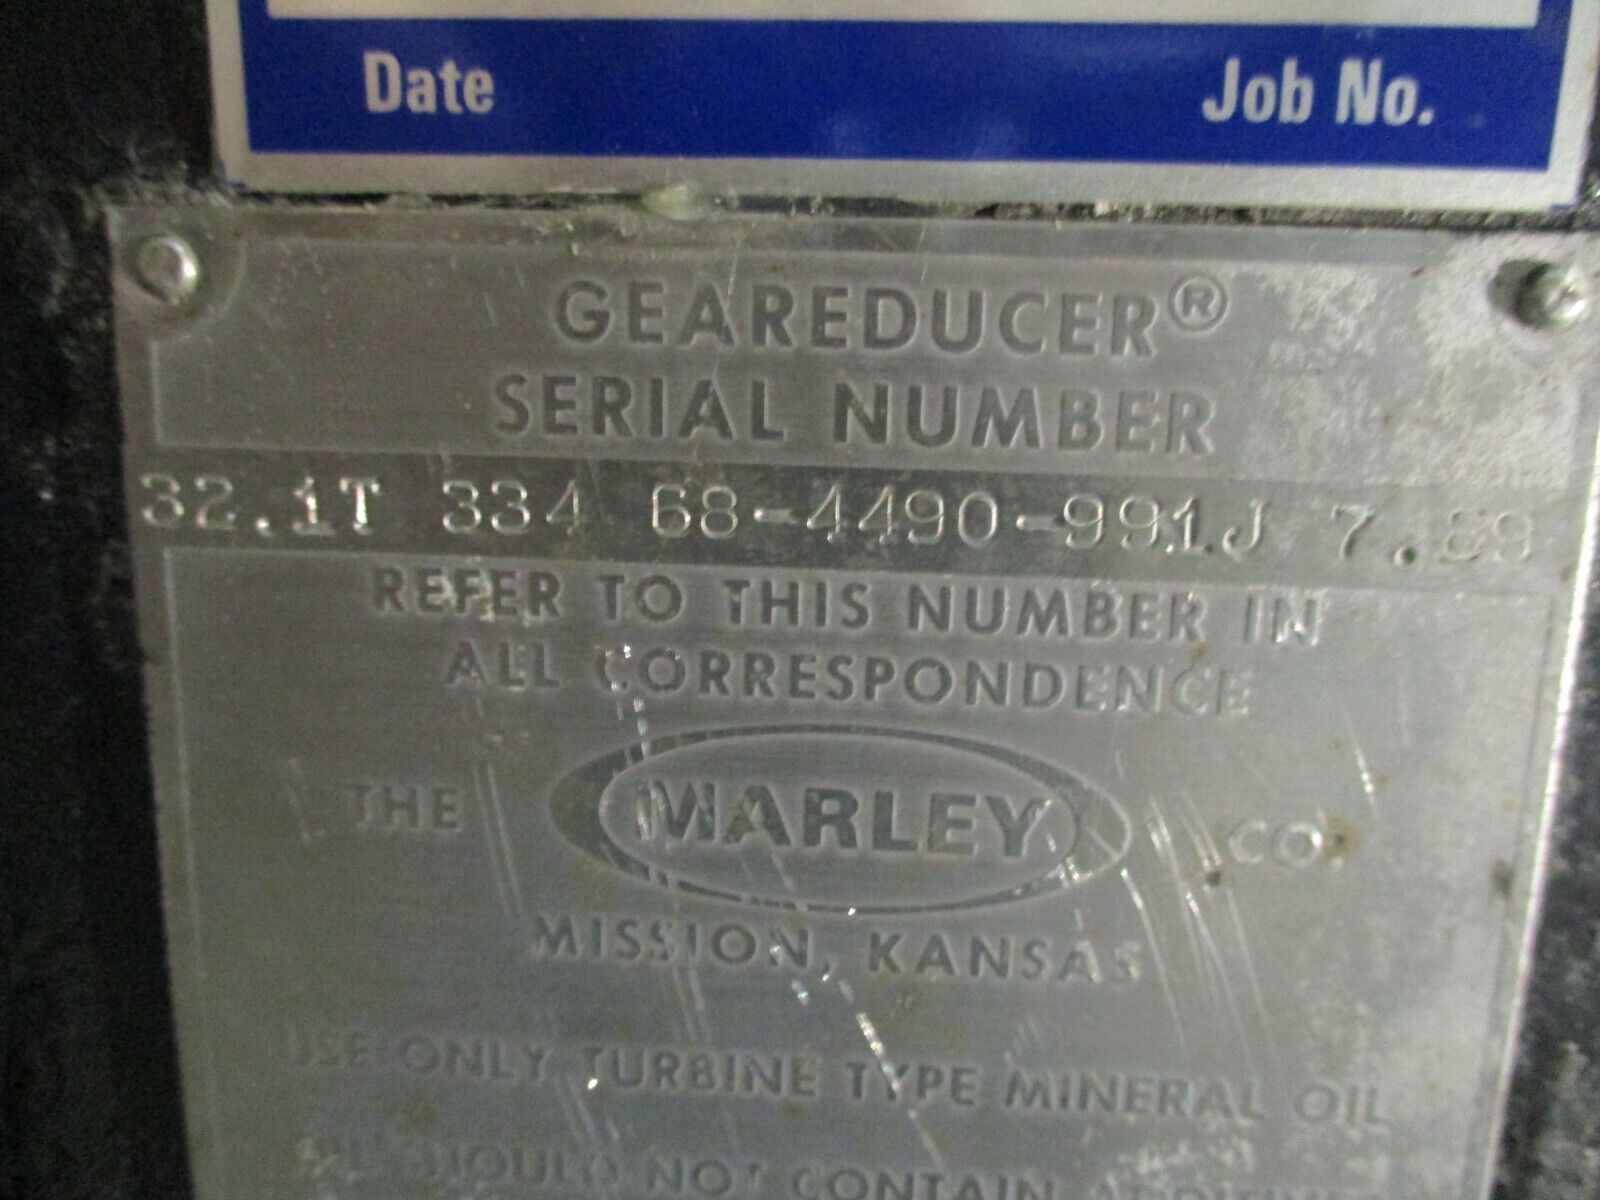 Date Job No.
GEAREDUCER®
SERIAL NUMBER
32.1T 334 68-4490-991J 7.89
REFER TO THIS NUMBER IN
ALL CORRESPONDENCE
THE MARLEY CO.
MISSION, KANSAS
USE ONLY TURBINE TYPE MINERAL OIL
SHOULD NOT CONTAIN